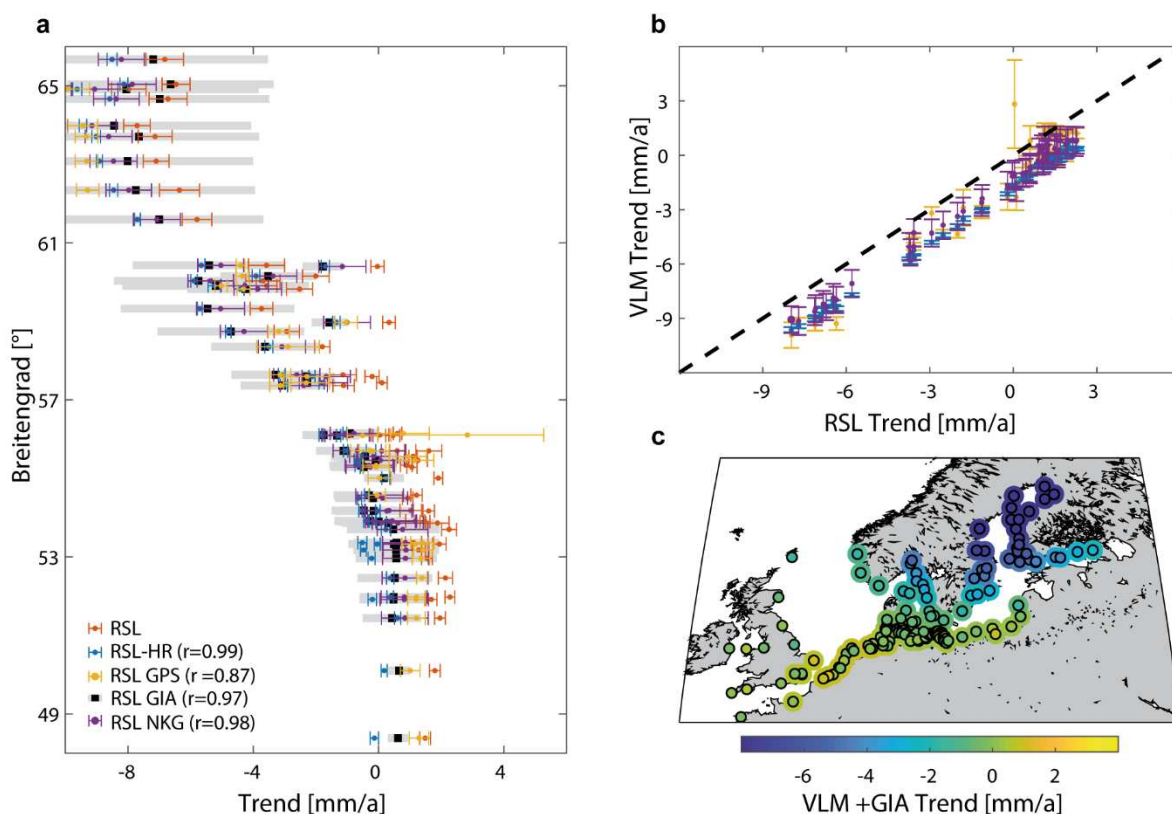 a
65
61
57
53
49
Breitengrad [°]
RSL
RSL-HR (r=0.99)
RSL GPS (r =0.87)
RSL GIA (r=0.97)
RSL NKG (r=0.98)
-8 -4 0 4
Trend [mm/a]
b
3
0
-3
-6
-9
VLM Trend [mm/a]
-9 -6 -3 0 3
RSL Trend [mm/a]
c
-6 -4 -2 0 2
VLM +GIA Trend [mm/a]